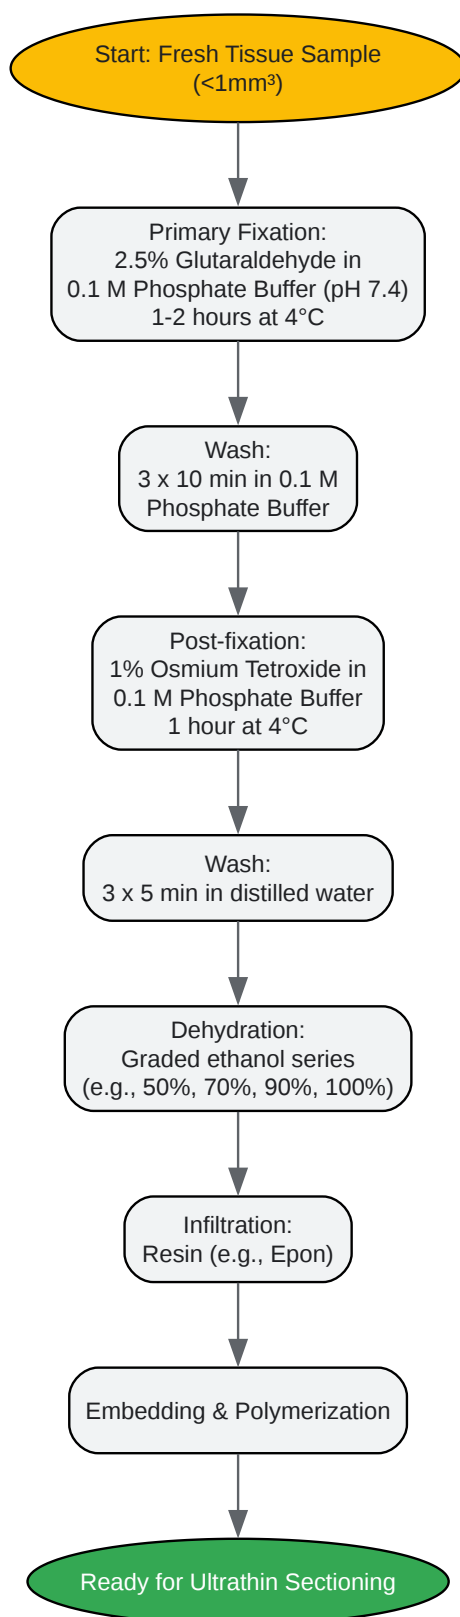 Start: Fresh Tissue Sample
(<1mm³)
Primary Fixation:
2.5% Glutaraldehyde in
0.1 M Phosphate Buffer (pH 7.4)
1-2 hours at 4°C
Wash:
3 x 10 min in 0.1 M
Phosphate Buffer
Post-fixation:
1% Osmium Tetroxide in
0.1 M Phosphate Buffer
1 hour at 4°C
Wash:
3 x 5 min in distilled water
Dehydration:
Graded ethanol series
(e.g., 50%, 70%, 90%, 100%)
Infiltration:
Resin (e.g., Epon)
Embedding & Polymerization
Ready for Ultrathin Sectioning